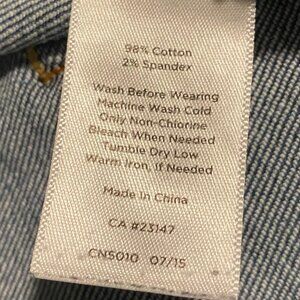 98% Cotton
2% Spandex
Wash Before Wearing
Machine Wash Cold
Only Non-Chlorine
Bleach When Needed
Tumble Dry Low
Warm Iron, if Needed
Made In China
CA #23147
CN5010 07/15